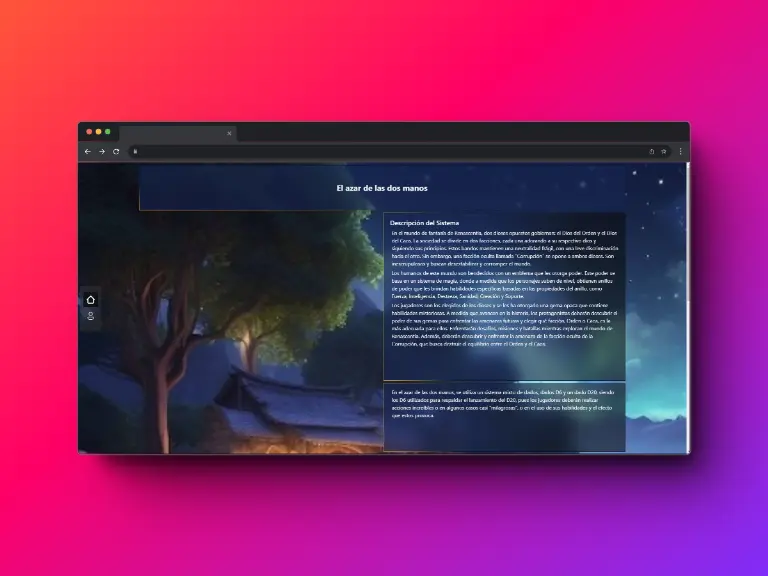 El azar de las dos manos
Descripción del Sistema
En el mundo de fantasía de Renascentia, dos dioses opuestos gobiernan: el Dios del Orden y el Dios
del Caos. La sociedad se divide en dos facciones, cada una adorando a su respectivo dios y
siguiendo sus principios. Estos bandos mantienen una neutralidad frágil, con una leve discriminación
hacia el otro. Sin embargo, una facción oculta llamada "Corrupción" se opone a ambos dioses. Son
inescrupulosos y buscan desestabilizar y corromper el mundo.
Los humanos de este mundo son bendecidos con un emblema que les otorga poder. Este poder se
basa en un sistema de magia, donde a medida que los personajes suben de nivel, obtienen anillos
de poder que les brindan habilidades específicas basadas en las propiedades del anillo, como
Fuerza, Inteligencia, Destreza, Sanidad, Creación y Soporte.
Los jugadores son los elegidos de los dioses y se les ha otorgado una gema opaca que contiene
habilidades misteriosas. A medida que avanzan en la historia, los protagonistas deberán descubrir el
poder de sus gemas para enfrentar las amenazas futuras y elegir qué facción, Orden o Caos, es la
más adecuada para ellos. Enfrentarán desafíos, misiones y batallas mientras exploran el mundo de
Renascentia. Además, deberán descubrir y enfrentar la amenaza de la facción oculta de la
Corrupción, que busca destruir el equilibrio entre el Orden y el Caos.
En el azar de las dos manos, se utiliza un sistema mixto de dados, dados D6 y un dado D20, siendo
los D6 utilizados para respaldar el lanzamiento del D20, pues los jugadores deberán realizar
acciones increíbles o en algunos casos casi "milagrosas", o en el uso de sus habilidades y el efecto
que estos provoca.